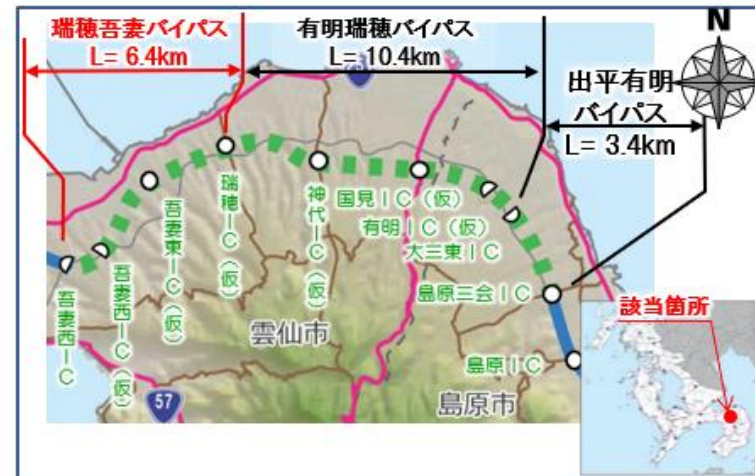 瑞穂吾妻バイパス
L= 6.4km
有明瑞穂バイパス
L= 10.4km
出平有明
バイパス
L= 3.4km
N
吾妻西IC
吾妻西IC（仮）
吾妻東IC（仮）
瑞穂IC（仮）
神代IC（仮）
国見IC（仮）
有明IC（仮）
大三東IC
島原三会IC
島原IC
雲仙市
島原市
57
該当箇所